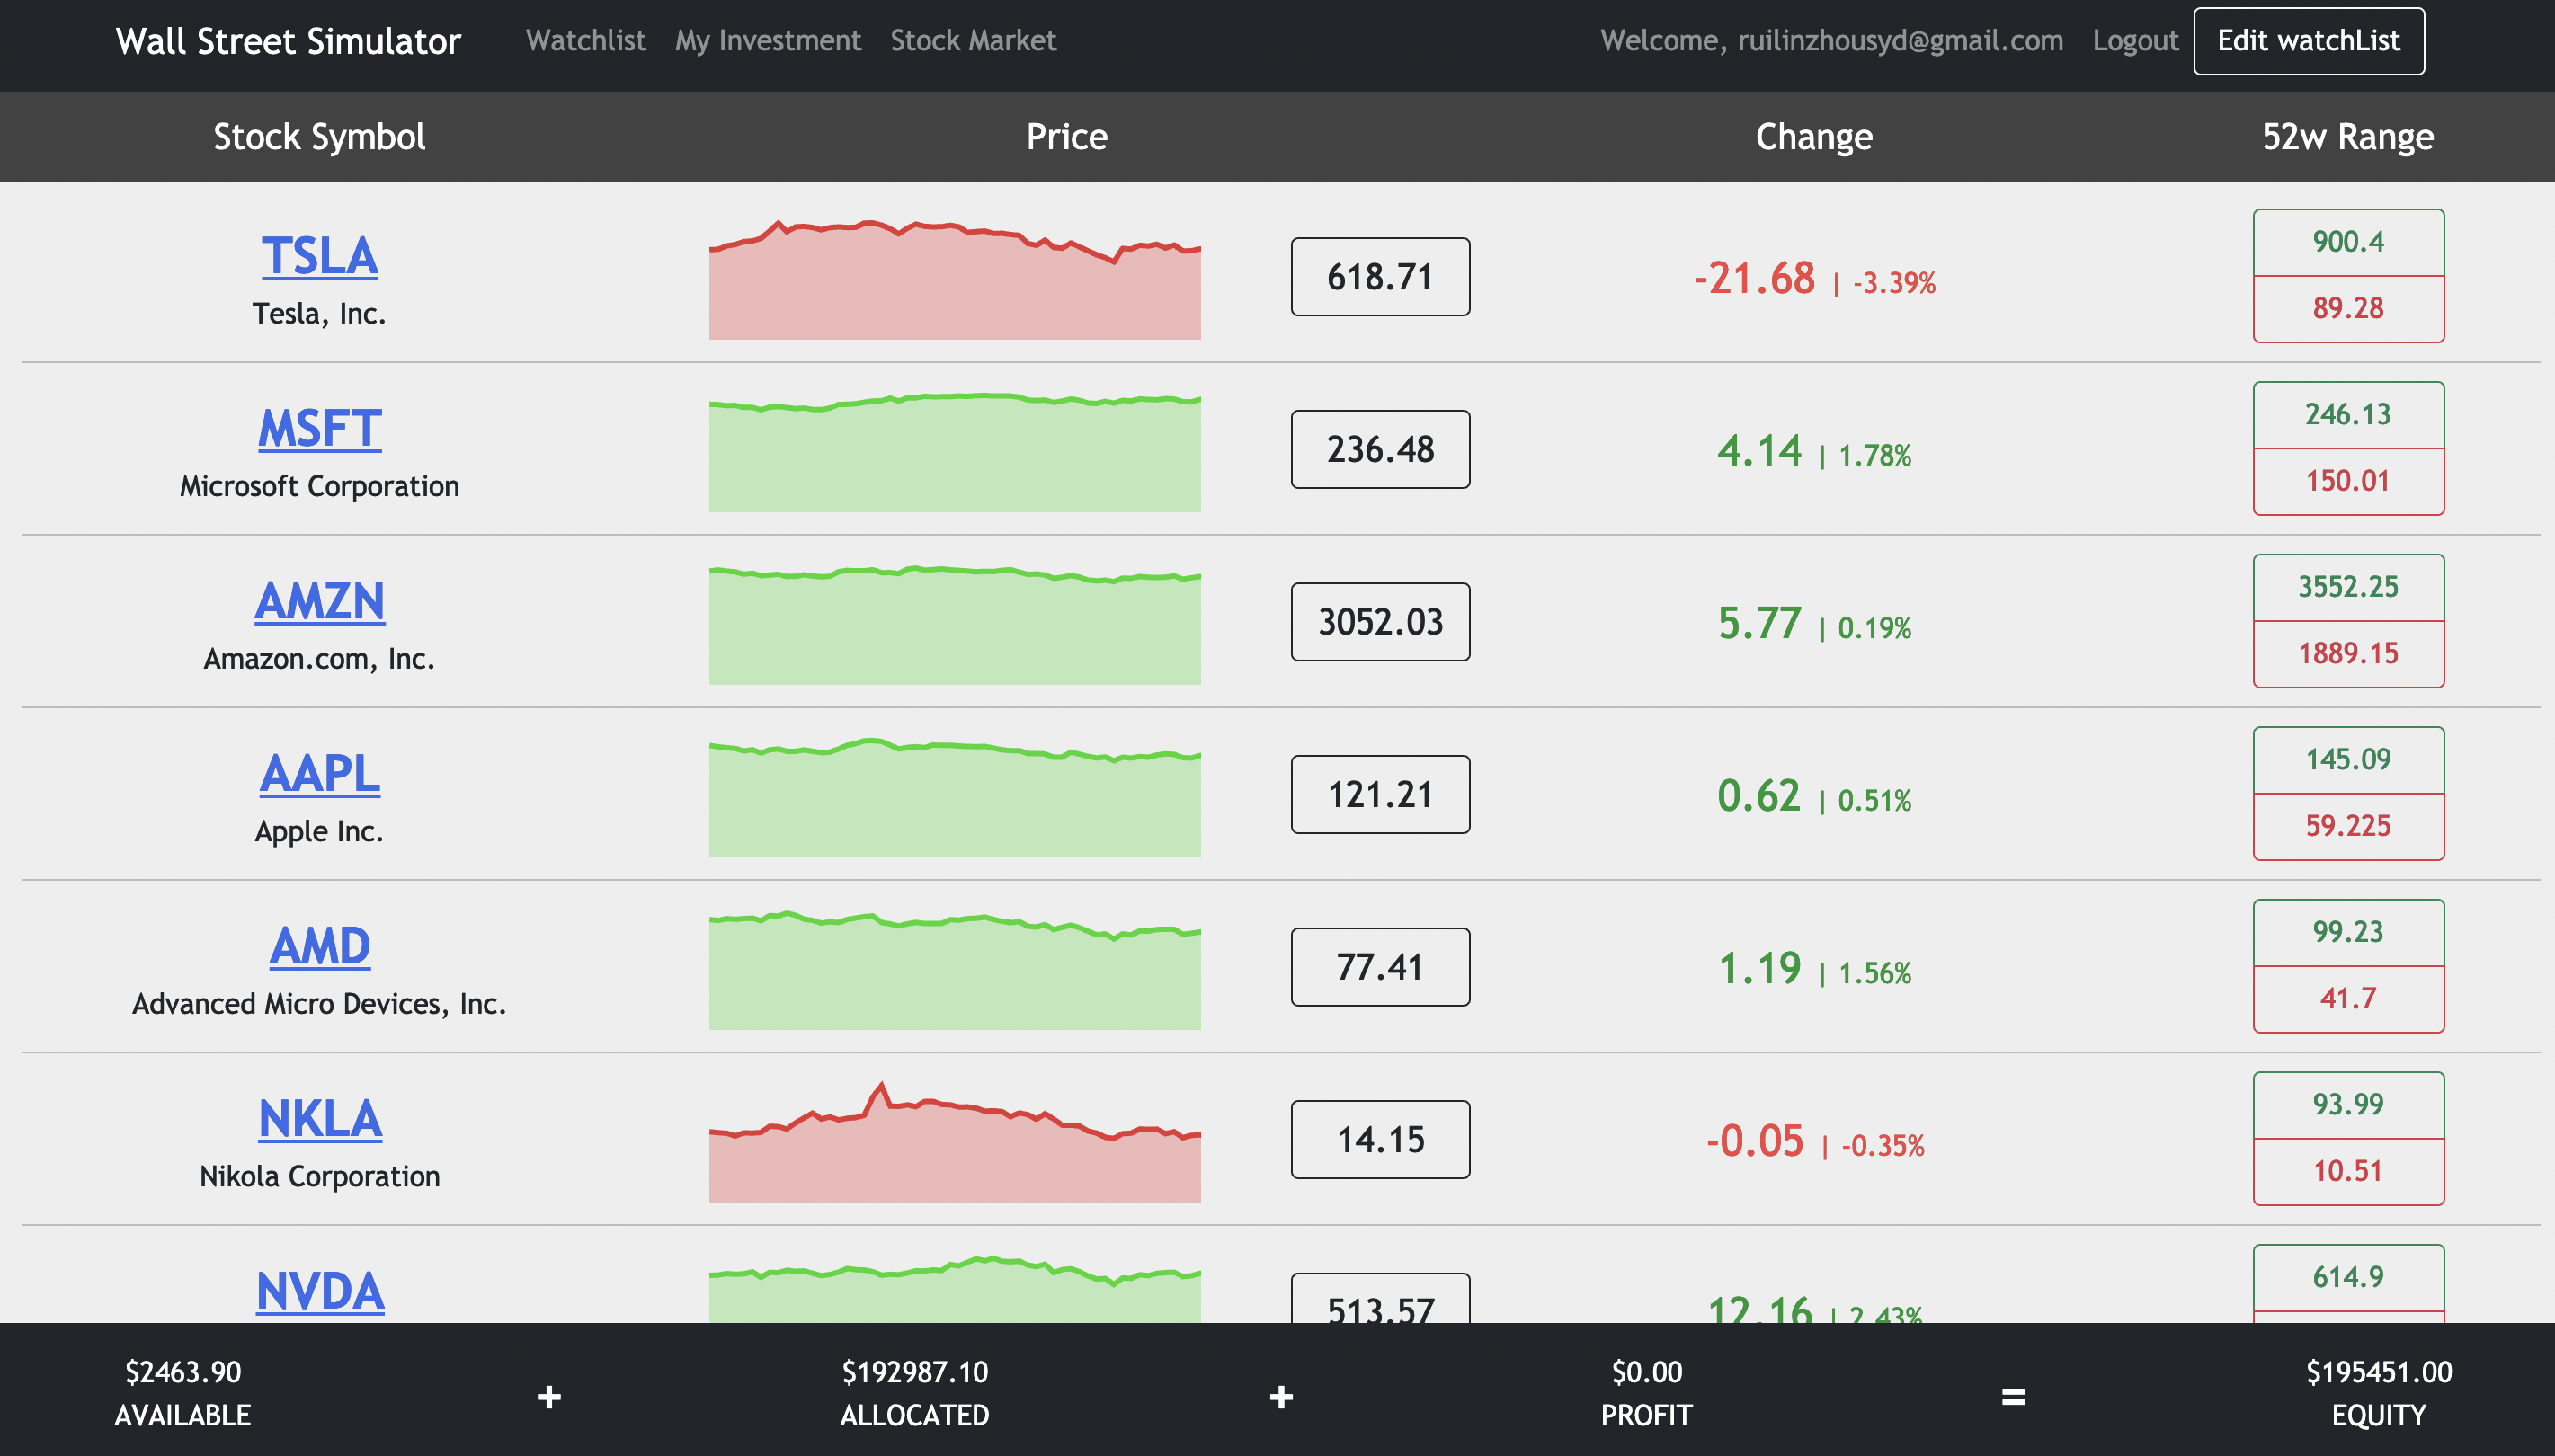 Wall Street Simulator Watchlist My Investment Stock Market Welcome, ruilinzhousyd@gmail.com Logout Edit watchList
Stock Symbol Price Change 52w Range
TSLA
Tesla, Inc.
618.71
-21.68 | -3.39%
900.4
89.28
MSFT
Microsoft Corporation
236.48
4.14 | 1.78%
246.13
150.01
AMZN
Amazon.com, Inc.
3052.03
5.77 | 0.19%
3552.25
1889.15
AAPL
Apple Inc.
121.21
0.62 | 0.51%
145.09
59.225
AMD
Advanced Micro Devices, Inc.
77.41
1.19 | 1.56%
99.23
41.7
NKLA
Nikola Corporation
14.15
-0.05 | -0.35%
93.99
10.51
NVDA
513.57
12.16 | 2.43%
614.9
$2463.90 + $192987.10 + $0.00 = $195451.00
AVAILABLE ALLOCATED PROFIT EQUITY